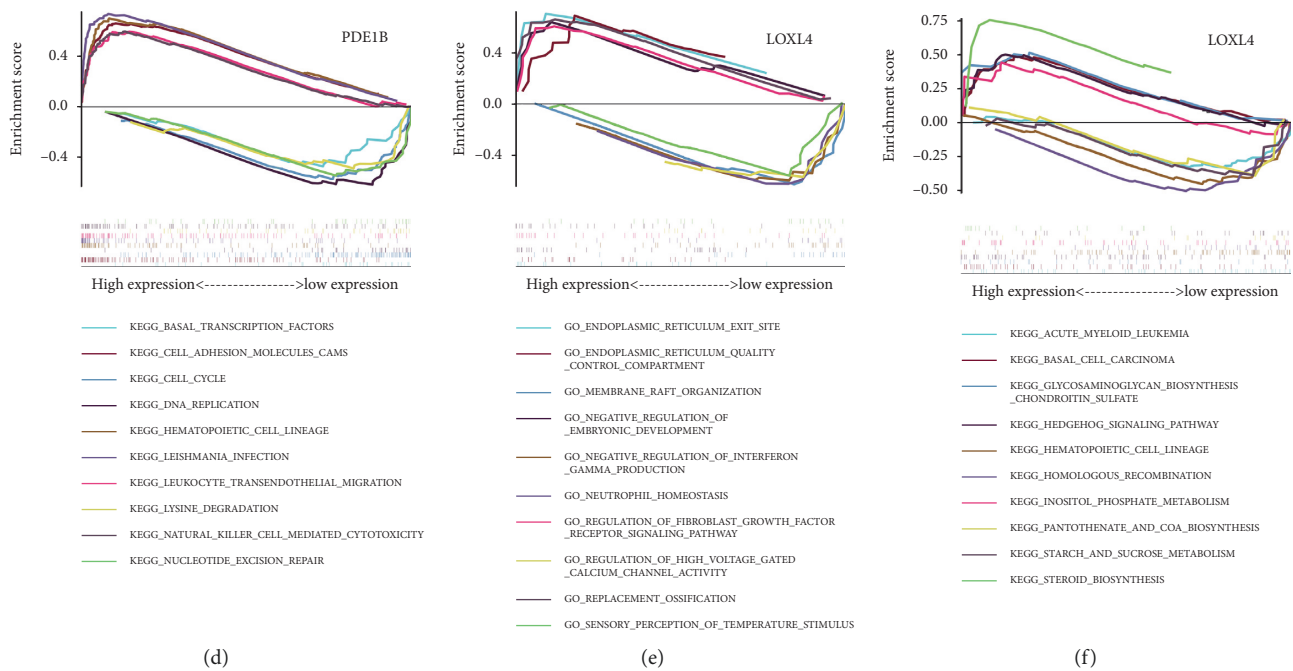 PDE1B
Enrichment score
0.4
0.0
−0.4
High expression<--------------->low expression
KEGG_BASAL_TRANSCRIPTION_FACTORS
KEGG_CELL_ADHESION_MOLECULES_CAMS
KEGG_CELL_CYCLE
KEGG_DNA_REPLICATION
KEGG_HEMATOPOIETIC_CELL_LINEAGE
KEGG_LEISHMANIA_INFECTION
KEGG_LEUKOCYTE_TRANSENDOTHELIAL_MIGRATION
KEGG_LYSINE_DEGRADATION
KEGG_NATURAL_KILLER_CELL_MEDIATED_CYTOTOXICITY
KEGG_NUCLEOTIDE_EXCISION_REPAIR
(d)
LOXL4
Enrichment score
0.4
0.0
−0.4
High expression<--------------->low expression
GO_ENDOPLASMIC_RETICULUM_EXIT_SITE
GO_ENDOPLASMIC_RETICULUM_QUALITY
_CONTROL_COMPARTMENT
GO_MEMBRANE_RAFT_ORGANIZATION
GO_NEGATIVE_REGULATION_OF
_EMBRYONIC_DEVELOPMENT
GO_NEGATIVE_REGULATION_OF_INTERFERON
_GAMMA_PRODUCTION
GO_NEUTROPHIL_HOMEOSTASIS
GO_REGULATION_OF_FIBROBLAST_GROWTH_FACTOR
_RECEPTOR_SIGNALING_PATHWAY
GO_REGULATION_OF_HIGH_VOLTAGE_GATED
_CALCIUM_CHANNEL_ACTIVITY
GO_REPLACEMENT_OSSIFICATION
GO_SENSORY_PERCEPTION_OF_TEMPERATURE_STIMULUS
(e)
LOXL4
Enrichment score
0.75
0.50
0.25
0.00
−0.25
−0.50
High expression<--------------->low expression
KEGG_ACUTE_MYELOID_LEUKEMIA
KEGG_BASAL_CELL_CARCINOMA
KEGG_GLYCOSAMINOGLYCAN_BIOSYNTHESIS
_CHONDROITIN_SULFATE
KEGG_HEDGEHOG_SIGNALING_PATHWAY
KEGG_HEMATOPOIETIC_CELL_LINEAGE
KEGG_HOMOLOGOUS_RECOMBINATION
KEGG_INOSITOL_PHOSPHATE_METABOLISM
KEGG_PANTOTHENATE_AND_COA_BIOSYNTHESIS
KEGG_STARCH_AND_SUCROSE_METABOLISM
KEGG_STEROID_BIOSYNTHESIS
(f)